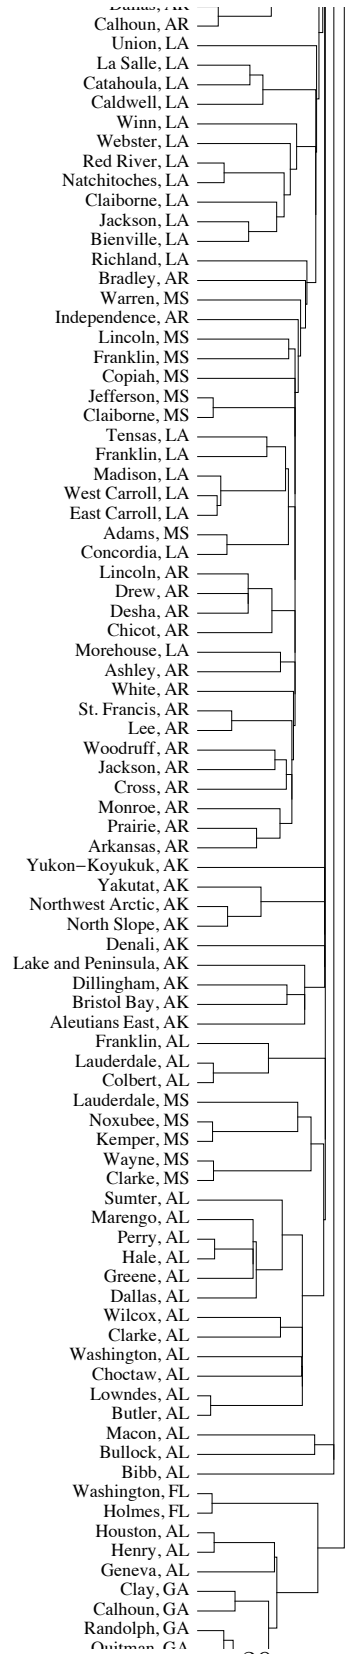 Dallas, AR
Calhoun, AR
Union, LA
La Salle, LA
Catahoula, LA
Caldwell, LA
Winn, LA
Webster, LA
Red River, LA
Natchitoches, LA
Claiborne, LA
Jackson, LA
Bienville, LA
Richland, LA
Bradley, AR
Warren, MS
Independence, AR
Lincoln, MS
Franklin, MS
Copiah, MS
Jefferson, MS
Claiborne, MS
Tensas, LA
Franklin, LA
Madison, LA
West Carroll, LA
East Carroll, LA
Adams, MS
Concordia, LA
Lincoln, AR
Drew, AR
Desha, AR
Chicot, AR
Morehouse, LA
Ashley, AR
White, AR
St. Francis, AR
Lee, AR
Woodruff, AR
Jackson, AR
Cross, AR
Monroe, AR
Prairie, AR
Arkansas, AR
Yukon−Koyukuk, AK
Yakutat, AK
Northwest Arctic, AK
North Slope, AK
Denali, AK
Lake and Peninsula, AK
Dillingham, AK
Bristol Bay, AK
Aleutians East, AK
Franklin, AL
Lauderdale, AL
Colbert, AL
Lauderdale, MS
Noxubee, MS
Kemper, MS
Wayne, MS
Clarke, MS
Sumter, AL
Marengo, AL
Perry, AL
Hale, AL
Greene, AL
Dallas, AL
Wilcox, AL
Clarke, AL
Washington, AL
Choctaw, AL
Lowndes, AL
Butler, AL
Macon, AL
Bullock, AL
Bibb, AL
Washington, FL
Holmes, FL
Houston, AL
Henry, AL
Geneva, AL
Clay, GA
Calhoun, GA
Randolph, GA
Quitman, GA